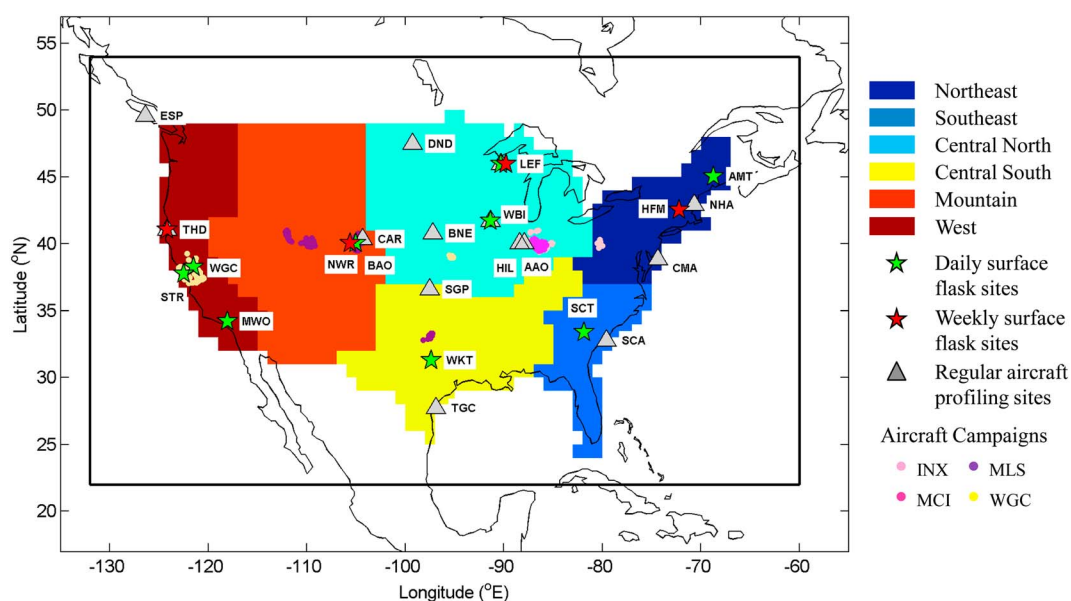 55
50
45
40
35
30
25
20
Latitude (°N)
-130
-120
-110
-100
-90
-80
-70
-60
Longitude (°E)
ESP
DND
LEF
AMT
NHA
HFM
WBI
THD
CAR
BNE
NWR
BAO
HIL
AAO
CMA
WGC
STR
SGP
MWO
SCT
SCA
WKT
TGC
Northeast
Southeast
Central North
Central South
Mountain
West
Daily surface
flask sites
Weekly surface
flask sites
Regular aircraft
profiling sites
Aircraft Campaigns
INX
MLS
MCI
WGC